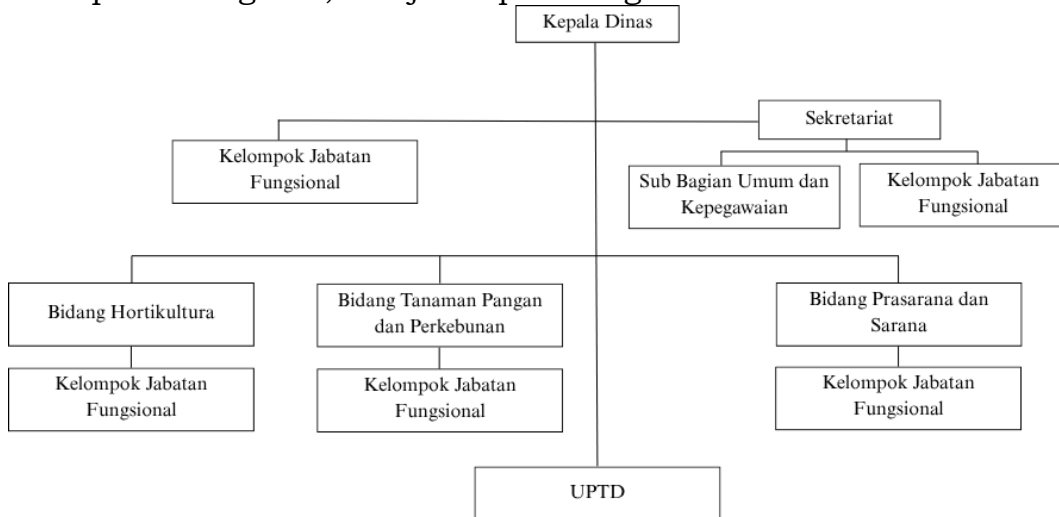 Kepala Dinas
Sekretariat
Kelompok Jabatan
Fungsional
Sub Bagian Umum dan
Kepegawaian
Kelompok Jabatan
Fungsional
Bidang Hortikultura
Bidang Tanaman Pangan
dan Perkebunan
Bidang Prasarana dan
Sarana
Kelompok Jabatan
Fungsional
Kelompok Jabatan
Fungsional
Kelompok Jabatan
Fungsional
UPTD